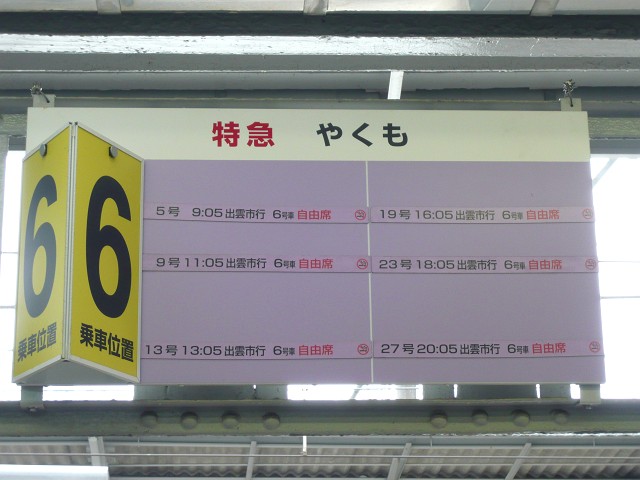 特急 やくも
6
乗車位置
6
乗車位置
5号 9:05 出雲市行 6号車 自由席
9号 11:05 出雲市行 6号車 自由席
13号 13:05 出雲市行 6号車 自由席
19号 16:05 出雲市行 6号車 自由席
23号 18:05 出雲市行 6号車 自由席
27号 20:05 出雲市行 6号車 自由席